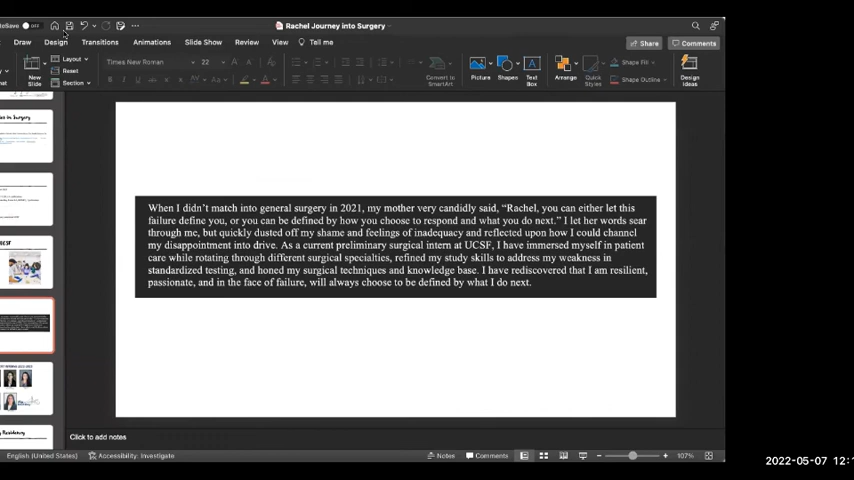 OFF
Rachel Journey into Surgery
Draw Design Transitions Animations Slide Show Review View Tell me
Share Comments
New
Slide
Layout
Reset
Section
Times New Roman 22
Convert to
SmartArt
Picture Shapes Text
Box
Arrange Quick
Styles
Shape Fill
Shape Outline
Design
Ideas
When I didn't match into general surgery in 2021, my mother very candidly said, "Rachel, you can either let this
failure define you, or you can be defined by how you choose to respond and what you do next." I let her words sear
through me, but quickly dusted off my shame and feelings of inadequacy and reflected upon how I could channel
my disappointment into drive. As a current preliminary surgical intern at UCSF, I have immersed myself in patient
care while rotating through different surgical specialties, refined my study skills to address my weakness in
standardized testing, and honed my surgical techniques and knowledge base. I have rediscovered that I am resilient,
passionate, and in the face of failure, will always choose to be defined by what I do next.
Click to add notes
English (United States) Accessibility: Investigate Notes Comments 107%
2022-05-07 12:1